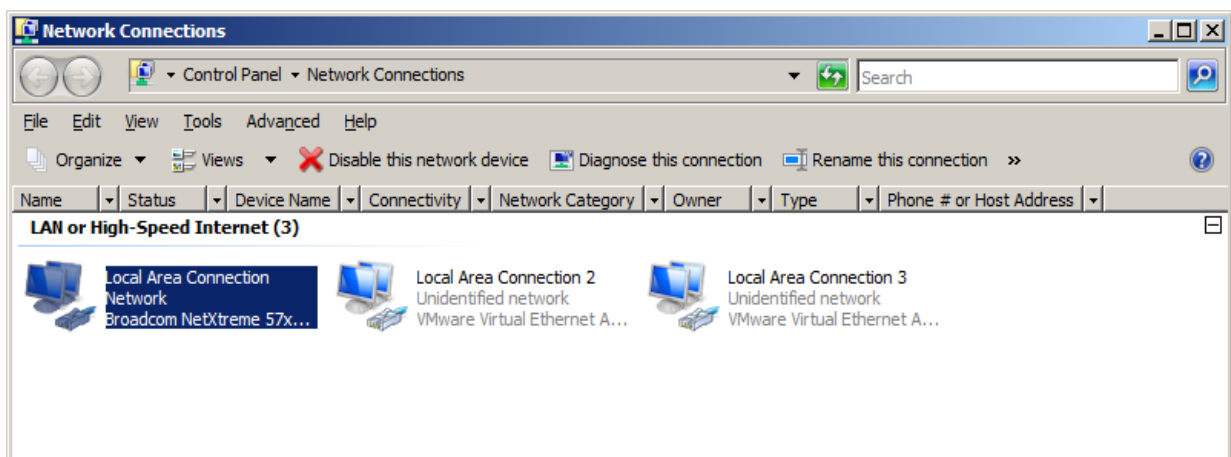 Network Connections
Control Panel Network Connections Search
File Edit View Tools Advanced Help
Organize Views Disable this network device Diagnose this connection Rename this connection »
Name Status Device Name Connectivity Network Category Owner Type Phone # or Host Address
LAN or High-Speed Internet (3)
Local Area Connection Local Area Connection 2 Local Area Connection 3
Network Unidentified network Unidentified network
Broadcom NetXtreme 57x... VMware Virtual Ethernet A... VMware Virtual Ethernet A...